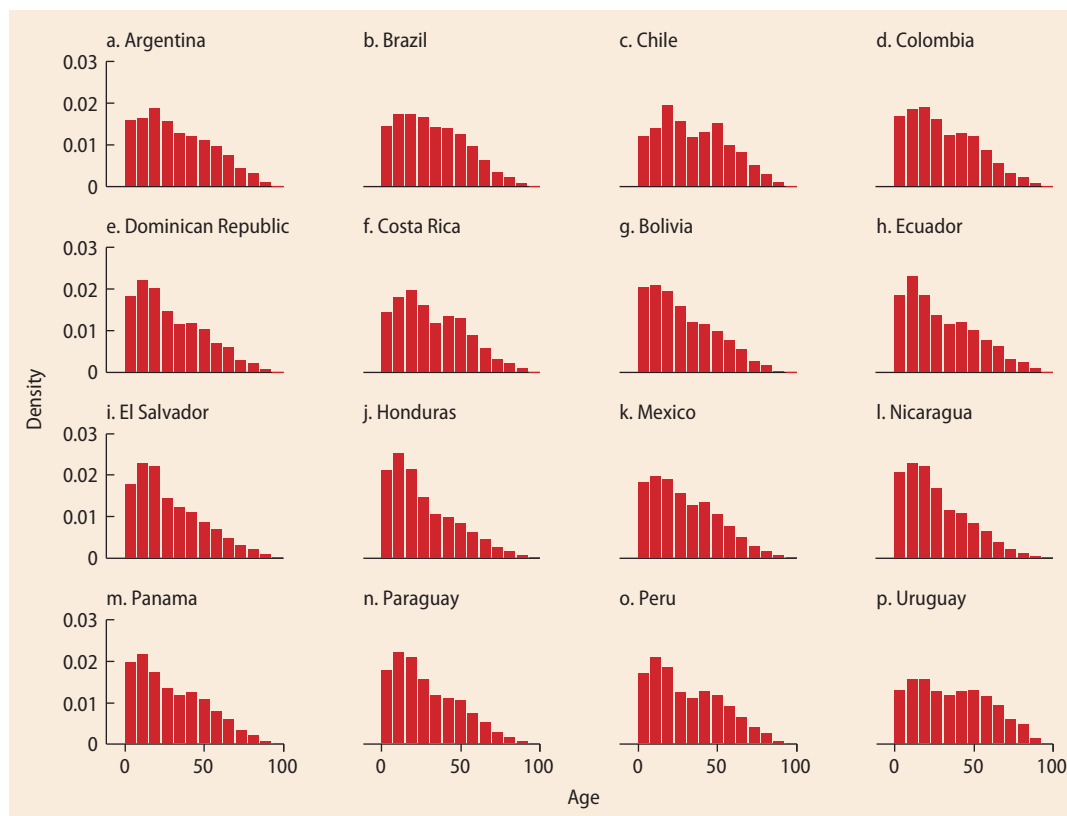 a. Argentina
b. Brazil
c. Chile
d. Colombia
0.03
0.02
0.01
0
e. Dominican Republic
f. Costa Rica
g. Bolivia
h. Ecuador
0.03
0.02
0.01
0
Density
i. El Salvador
j. Honduras
k. Mexico
l. Nicaragua
0.03
0.02
0.01
0
m. Panama
n. Paraguay
o. Peru
p. Uruguay
0.03
0.02
0.01
0
0 50 100
0 50 100
0 50 100
0 50 100
Age